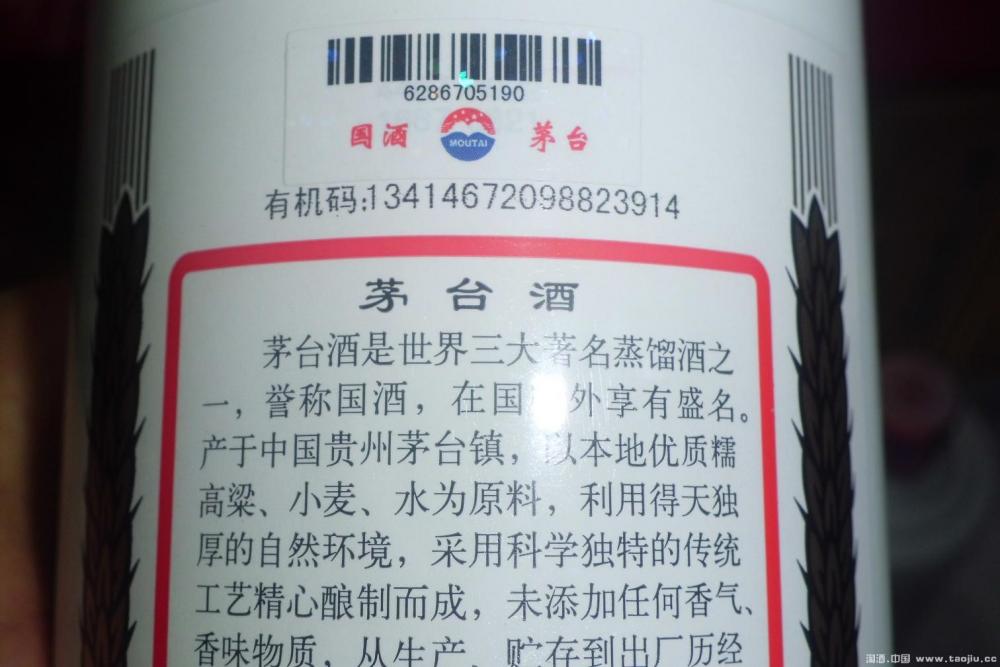 6286705190
国酒 MOUTAI 茅台
有机码:13414672098823914
茅台酒
茅台酒是世界三大著名蒸馏酒之
一，誉称国酒，在国 外享有盛名。
产于中国贵州茅台镇，以本地优质糯
高粱、小麦、水为原料，利用得天独
厚的自然环境，采用科学独特的传统
工艺精心酿制而成，未添加任何香气、
香味物质，从生产、贮存到出厂历经
淘酒.中国 www.taojiu.cc